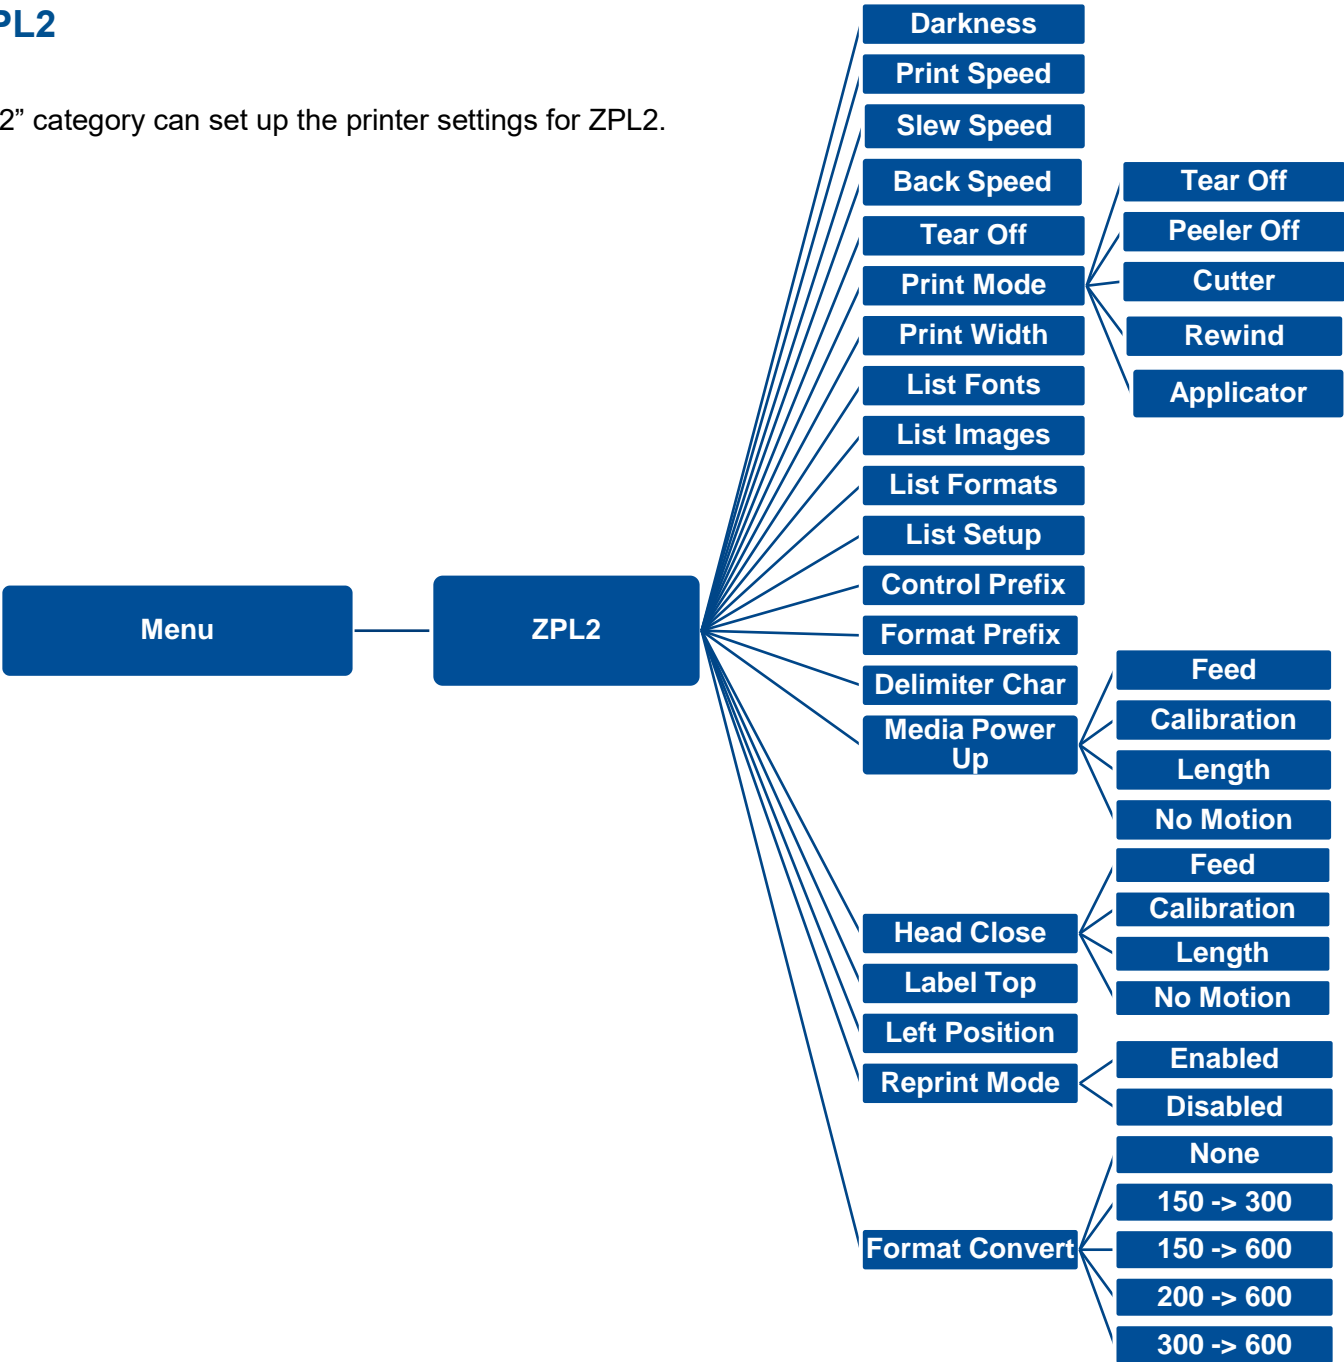 PL2
2” category can set up the printer settings for ZPL2.
Menu
ZPL2
Darkness
Print Speed
Slew Speed
Back Speed
Tear Off
Print Mode
Tear Off
Peeler Off
Cutter
Rewind
Applicator
Print Width
List Fonts
List Images
List Formats
List Setup
Control Prefix
Format Prefix
Delimiter Char
Media Power
Up
Feed
Calibration
Length
No Motion
Head Close
Feed
Calibration
Length
No Motion
Label Top
Left Position
Reprint Mode
Enabled
Disabled
Format Convert
None
150 -> 300
150 -> 600
200 -> 600
300 -> 600